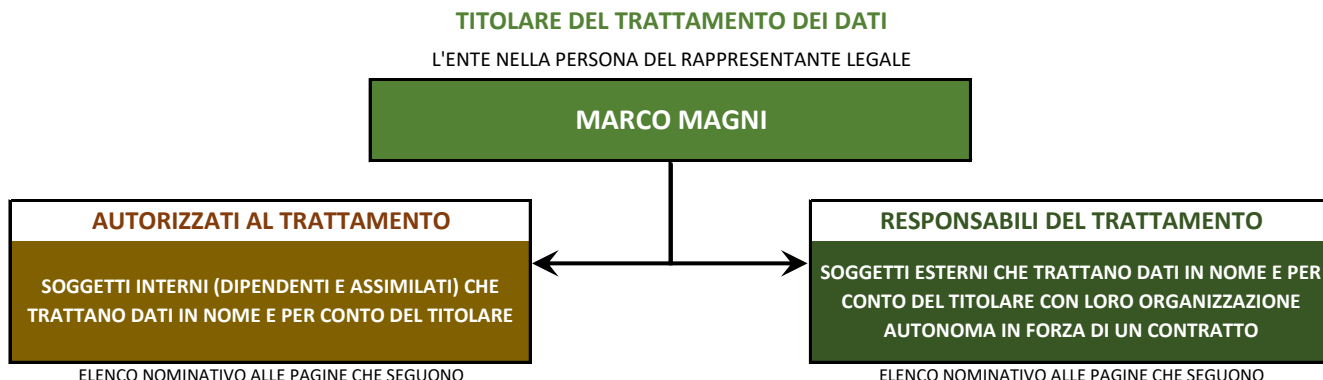 TITOLARE DEL TRATTAMENTO DEI DATI
L'ENTE NELLA PERSONA DEL RAPPRESENTANTE LEGALE
MARCO MAGNI
AUTORIZZATI AL TRATTAMENTO
SOGGETTI INTERNI (DIPENDENTI E ASSIMILATI) CHE
TRATTANO DATI IN NOME E PER CONTO DEL TITOLARE
ELENCO NOMINATIVO ALLE PAGINE CHE SEGUONO
RESPONSABILI DEL TRATTAMENTO
SOGGETTI ESTERNI CHE TRATTANO DATI IN NOME E PER
CONTO DEL TITOLARE CON LORO ORGANIZZAZIONE
AUTONOMA IN FORZA DI UN CONTRATTO
ELENCO NOMINATIVO ALLE PAGINE CHE SEGUONO